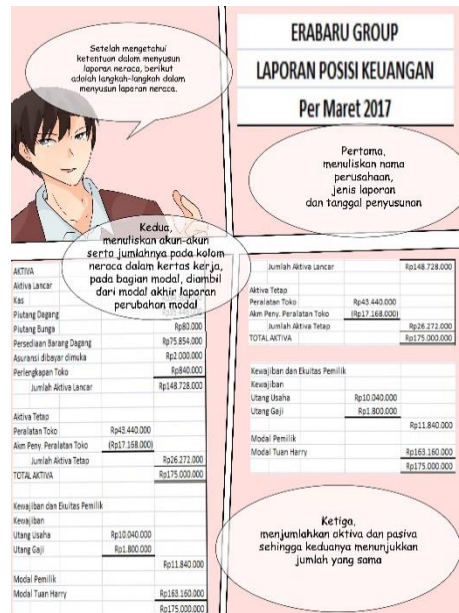 Setelah mengetahui
ketentuan dalam menyusun
laporan neraca, berikut
adalah langkah-langkah dalam
menyusun laporan neraca.
ERABARU GROUP
LAPORAN POSISI KEUANGAN
Per Maret 2017
Pertama,
menuliskan nama
perusahaan,
jenis laporan
dan tanggal penyusunan
Kedua,
menuliskan akun-akun
serta jumlahnya pada kolom
neraca dalam kertas kerja,
pada bagian modal, diambil
dari modal akhir laporan
perubahan modal
AKTIVA
Aktiva Lancar
Kas
Piutang Dagang
Piutang Bunga Rp80.000
Persediaan Barang Dagang Rp75.854.000
Asuransi dibayar dimuka Rp2.000.000
Perlengkapan Toko Rp840.000
Jumlah Aktiva Lancar Rp148.728.000
Aktiva Tetap
Peralatan Toko Rp43.440.000
Akm Peny. Peralatan Toko (Rp17.168.000)
Jumlah Aktiva Tetap Rp26.272.000
TOTAL AKTIVA Rp175.000.000
Kewajiban dan Ekuitas Pemilik
Kewajiban
Utang Usaha Rp10.040.000
Utang Gaji Rp1.800.000
Rp11.840.000
Modal Pemilik
Modal Tuan Harry Rp163.160.000
Rp175.000.000
Jumlah Aktiva Lancar Rp148.728.000
Aktiva Tetap
Peralatan Toko Rp43.440.000
Akm Peny. Peralatan Toko (Rp17.168.000)
Jumlah Aktiva Tetap Rp26.272.000
TOTAL AKTIVA Rp175.000.000
Kewajiban dan Ekuitas Pemilik
Kewajiban
Utang Usaha Rp10.040.000
Utang Gaji Rp1.800.000
Rp11.840.000
Modal Pemilik
Modal Tuan Harry Rp163.160.000
Rp175.000.000
Ketiga,
menjumlahkan aktiva dan pasiva
sehingga keduanya menunjukkan
jumlah yang sama